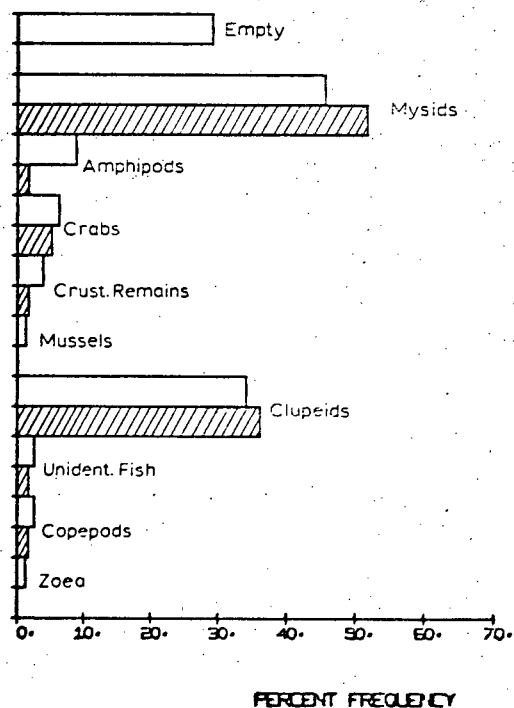 Empty
Mysids
Amphipods
Crabs
Crust. Remains
Mussels
Clupeids
Unident. Fish
Copepods
Zoea
0. 10. 20. 30. 40. 50. 60. 70.
PERCENT FREQUENCY